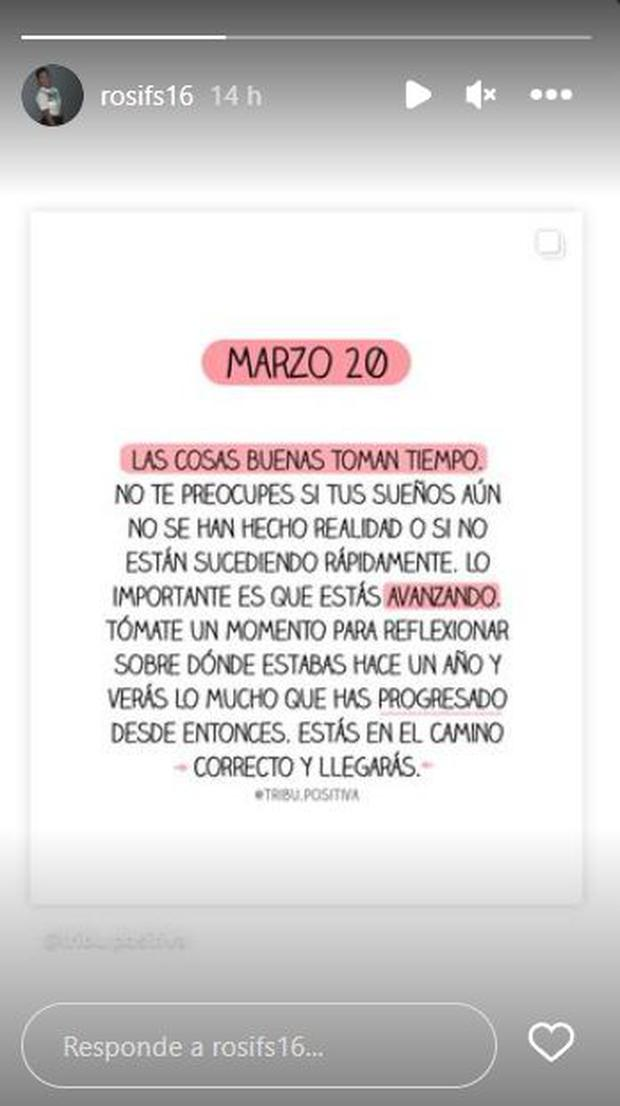 rosifs16 14 h
MARZO 20
LAS COSAS BUENAS TOMAN TIEMPO.
NO TE PREOCUPES SI TUS SUEÑOS AÚN
NO SE HAN HECHO REALIDAD O SI NO
ESTÁN SUCEDIENDO RÁPIDAMENTE. LO
IMPORTANTE ES QUE ESTÁS AVANZANDO.
TÓMATE UN MOMENTO PARA REFLEXIONAR
SOBRE DÓNDE ESTABAS HACE UN AÑO Y
VERÁS LO MUCHO QUE HAS PROGRESADO
DESDE ENTONCES. ESTÁS EN EL CAMINO
CORRECTO Y LLEGARÁS.
@TRIBU.POSITIVA
@tribu.positiva
Responde a rosifs16...